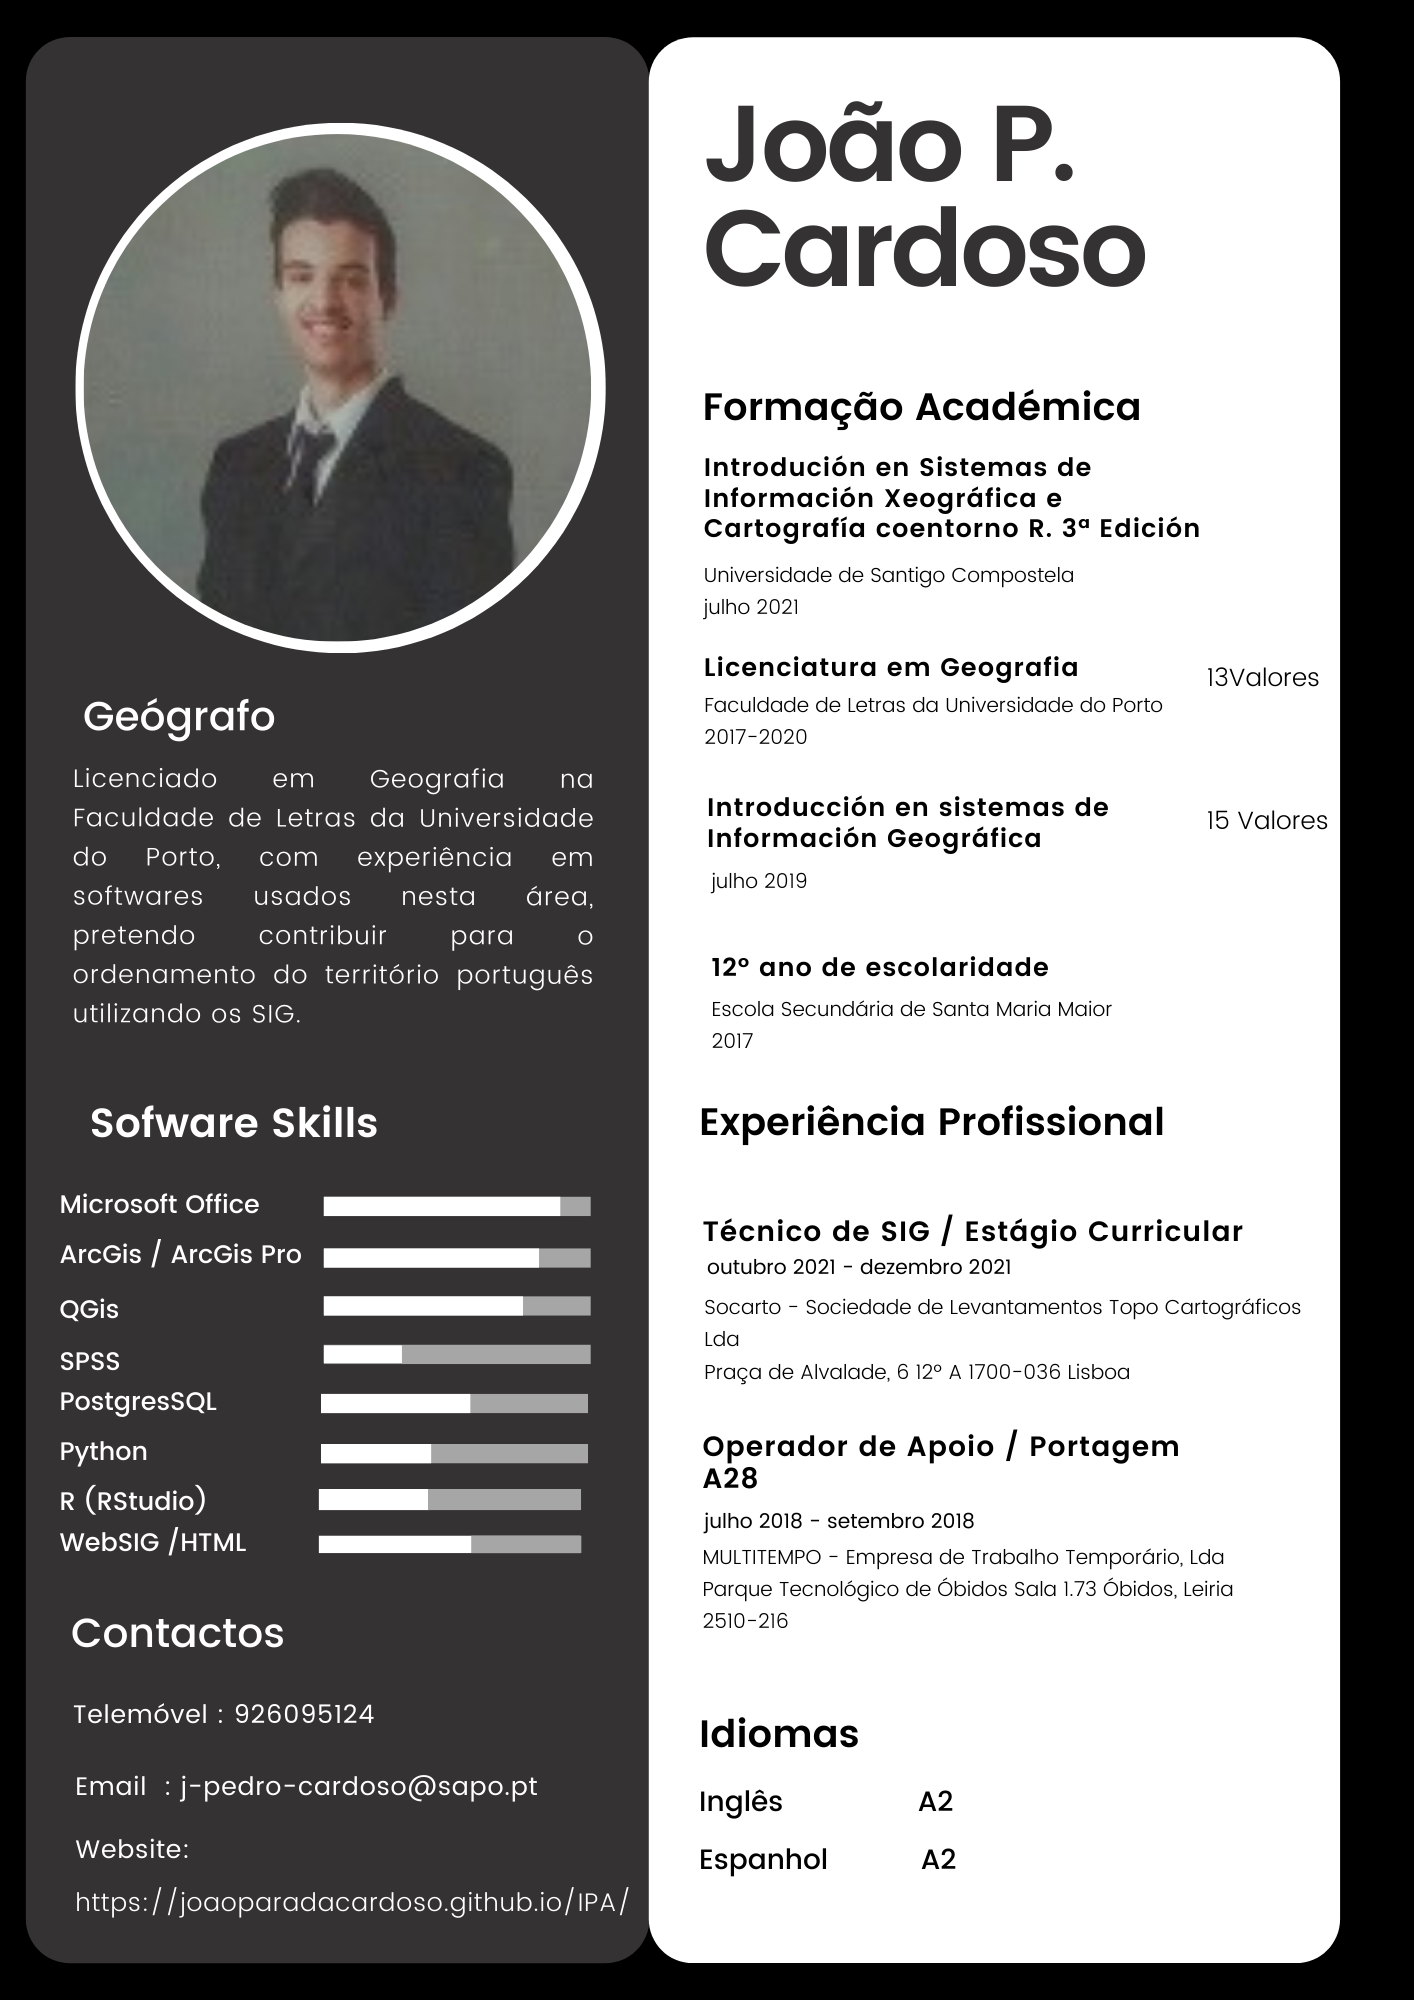 Geógrafo
Licenciado em Geografia na
Faculdade de Letras da Universidade
do Porto, com experiência em
softwares usados nesta área,
pretendo contribuir para o
ordenamento do território português
utilizando os SIG.
Sofware Skills
Microsoft Office
ArcGis / ArcGis Pro
QGis
SPSS
PostgresSQL
Python
R (RStudio)
WebSIG /HTML
Contactos
Telemóvel : 926095124
Email : j-pedro-cardoso@sapo.pt
Website:
https://joaoparadacardoso.github.io/IPA/
João P.
Cardoso
Formação Académica
Introdución en Sistemas de
Información Xeográfica e
Cartografía coentorno R. 3ª Edición
Universidade de Santigo Compostela
julho 2021
Licenciatura em Geografia
13Valores
Faculdade de Letras da Universidade do Porto
2017-2020
Introducción en sistemas de
Información Geográfica
15 Valores
julho 2019
12º ano de escolaridade
Escola Secundária de Santa Maria Maior
2017
Experiência Profissional
Técnico de SIG / Estágio Curricular
outubro 2021 - dezembro 2021
Socarto - Sociedade de Levantamentos Topo Cartográficos
Lda
Praça de Alvalade, 6 12º A 1700-036 Lisboa
Operador de Apoio / Portagem
A28
julho 2018 - setembro 2018
MULTITEMPO - Empresa de Trabalho Temporário, Lda
Parque Tecnológico de Óbidos Sala 1.73 Óbidos, Leiria
2510-216
Idiomas
Inglês A2
Espanhol A2